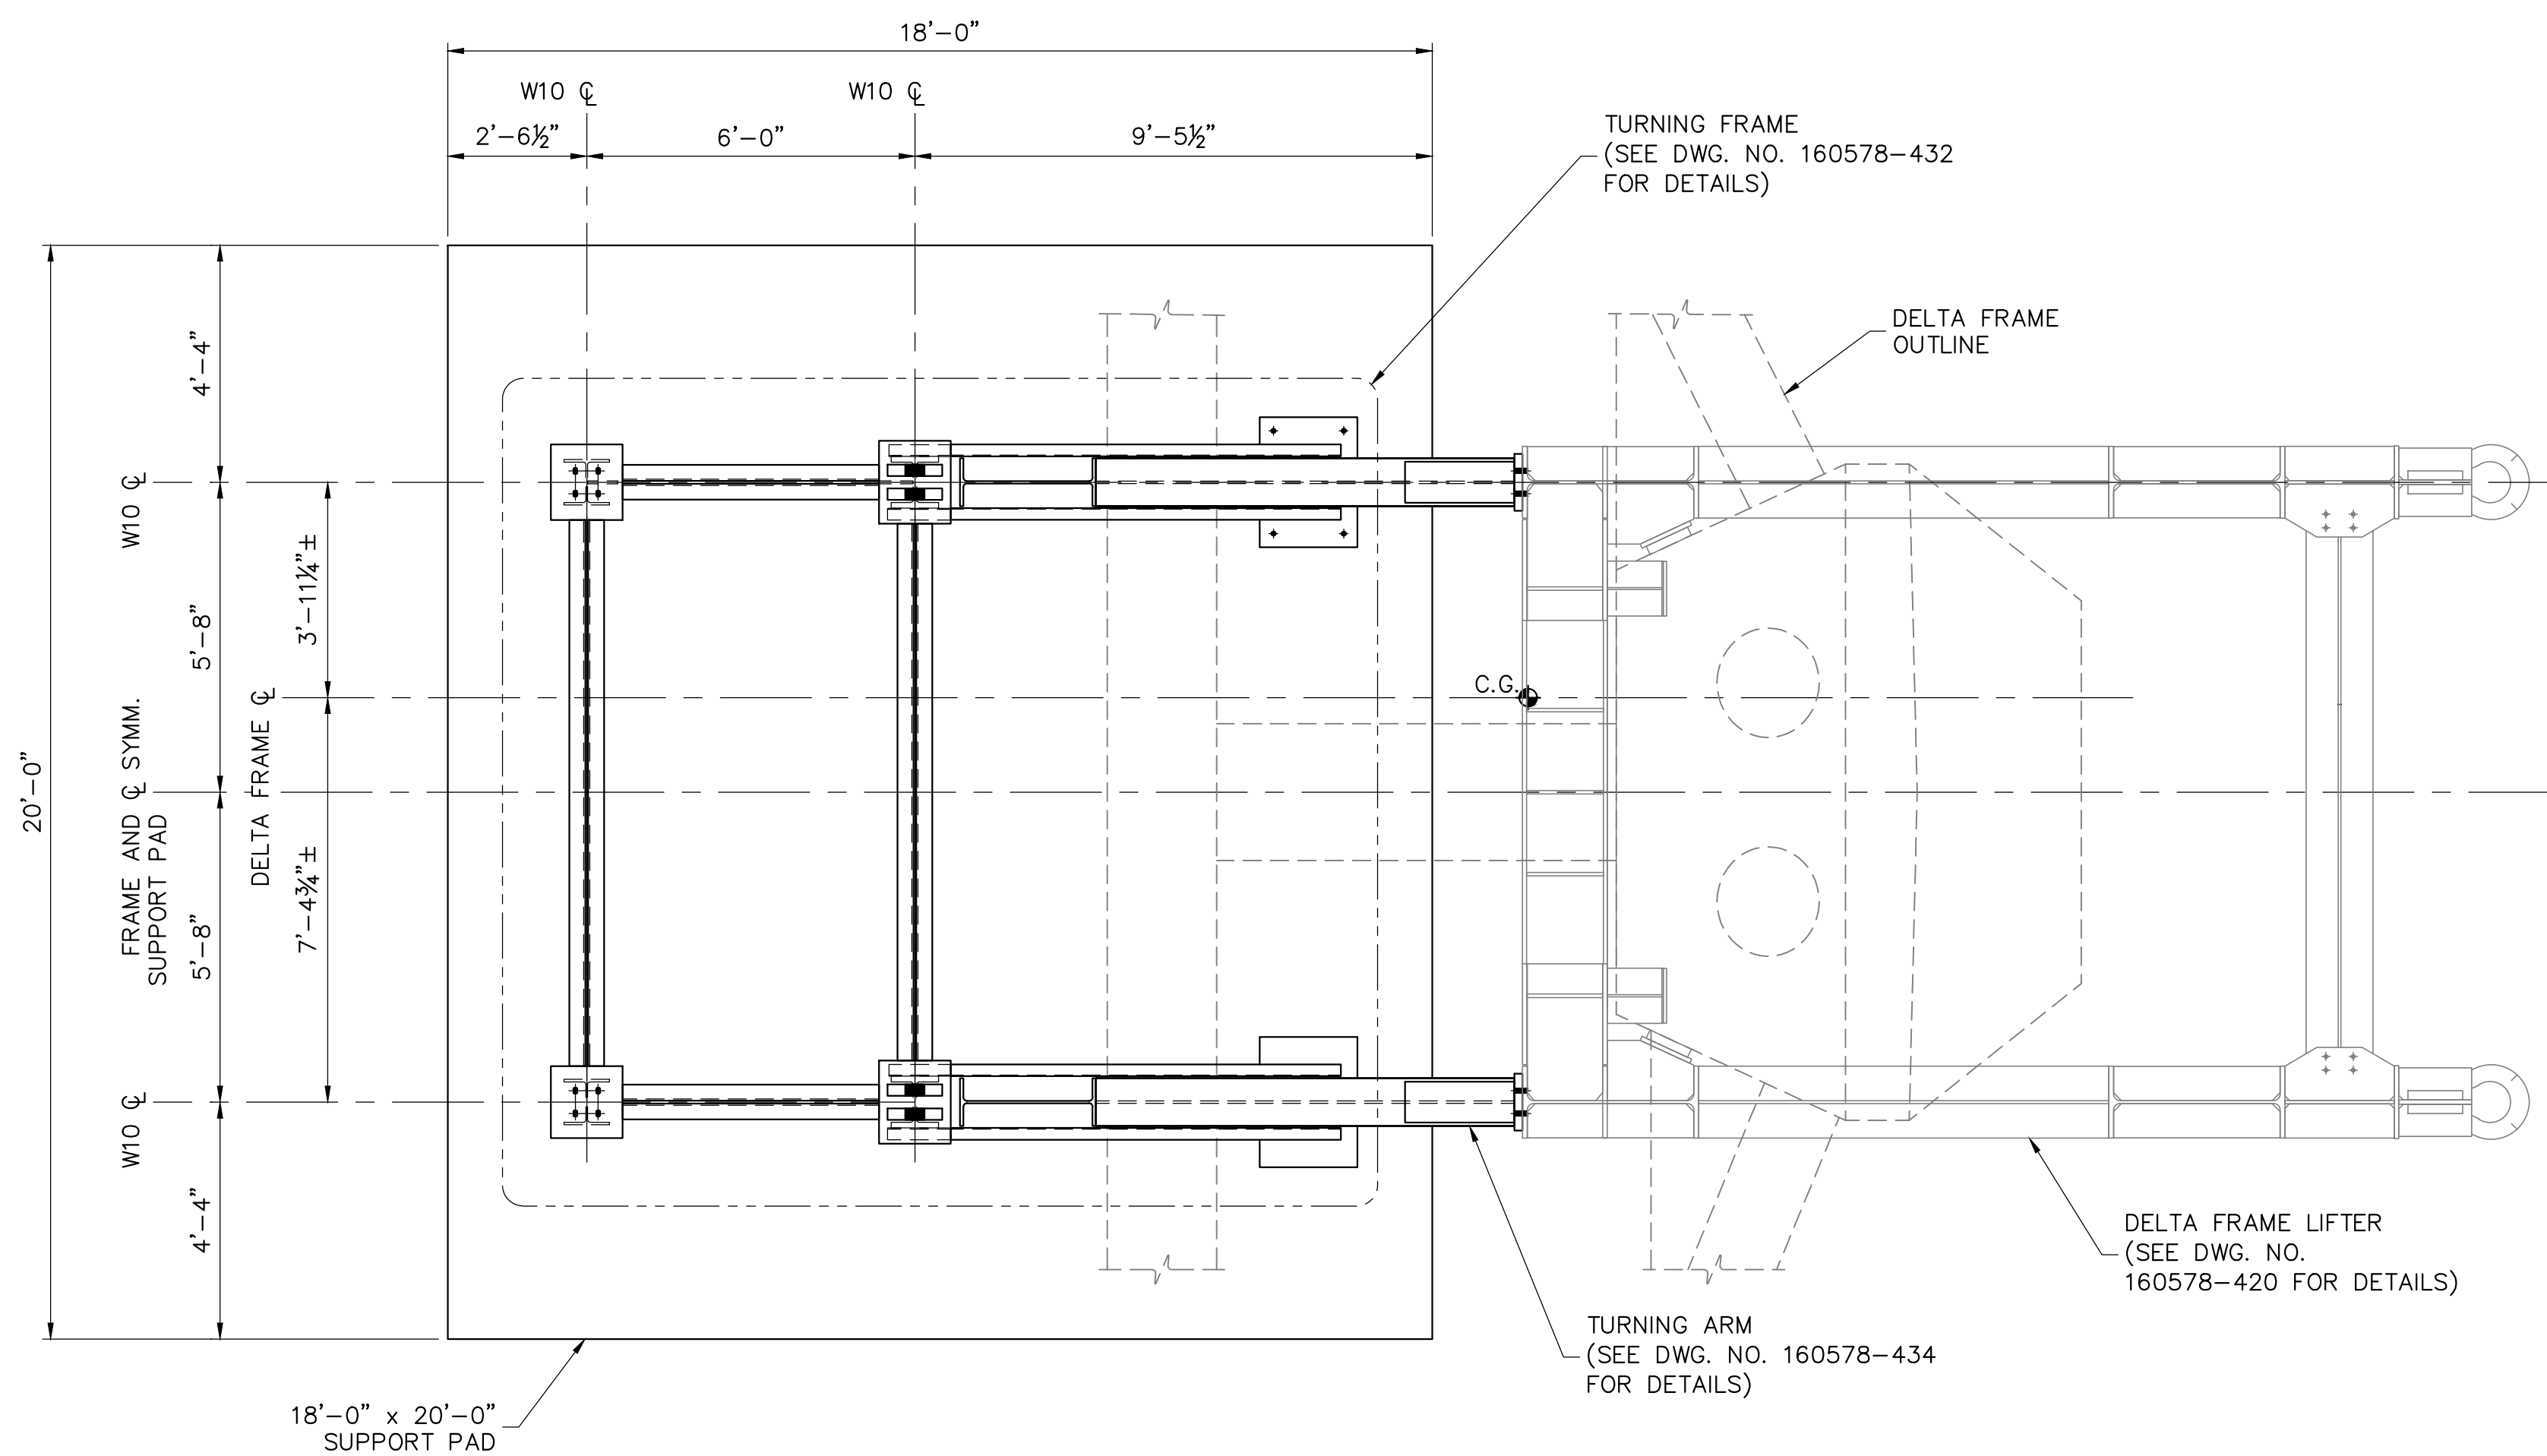 18'-0"
W10 ℄
W10 ℄
2'-6½"
6'-0"
9'-5½"
TURNING FRAME
(SEE DWG. NO. 160578-432
FOR DETAILS)
DELTA FRAME
OUTLINE
4'-4"
W10 ℄
3'-11¼"±
5'-8"
C.G.
20'-0"
FRAME AND ℄ SYMM.
SUPPORT PAD
DELTA FRAME ℄
7'-4¾"±
5'-8"
W10 ℄
4'-4"
DELTA FRAME LIFTER
(SEE DWG. NO.
160578-420 FOR DETAILS)
TURNING ARM
(SEE DWG. NO. 160578-434
FOR DETAILS)
18'-0" x 20'-0"
SUPPORT PAD